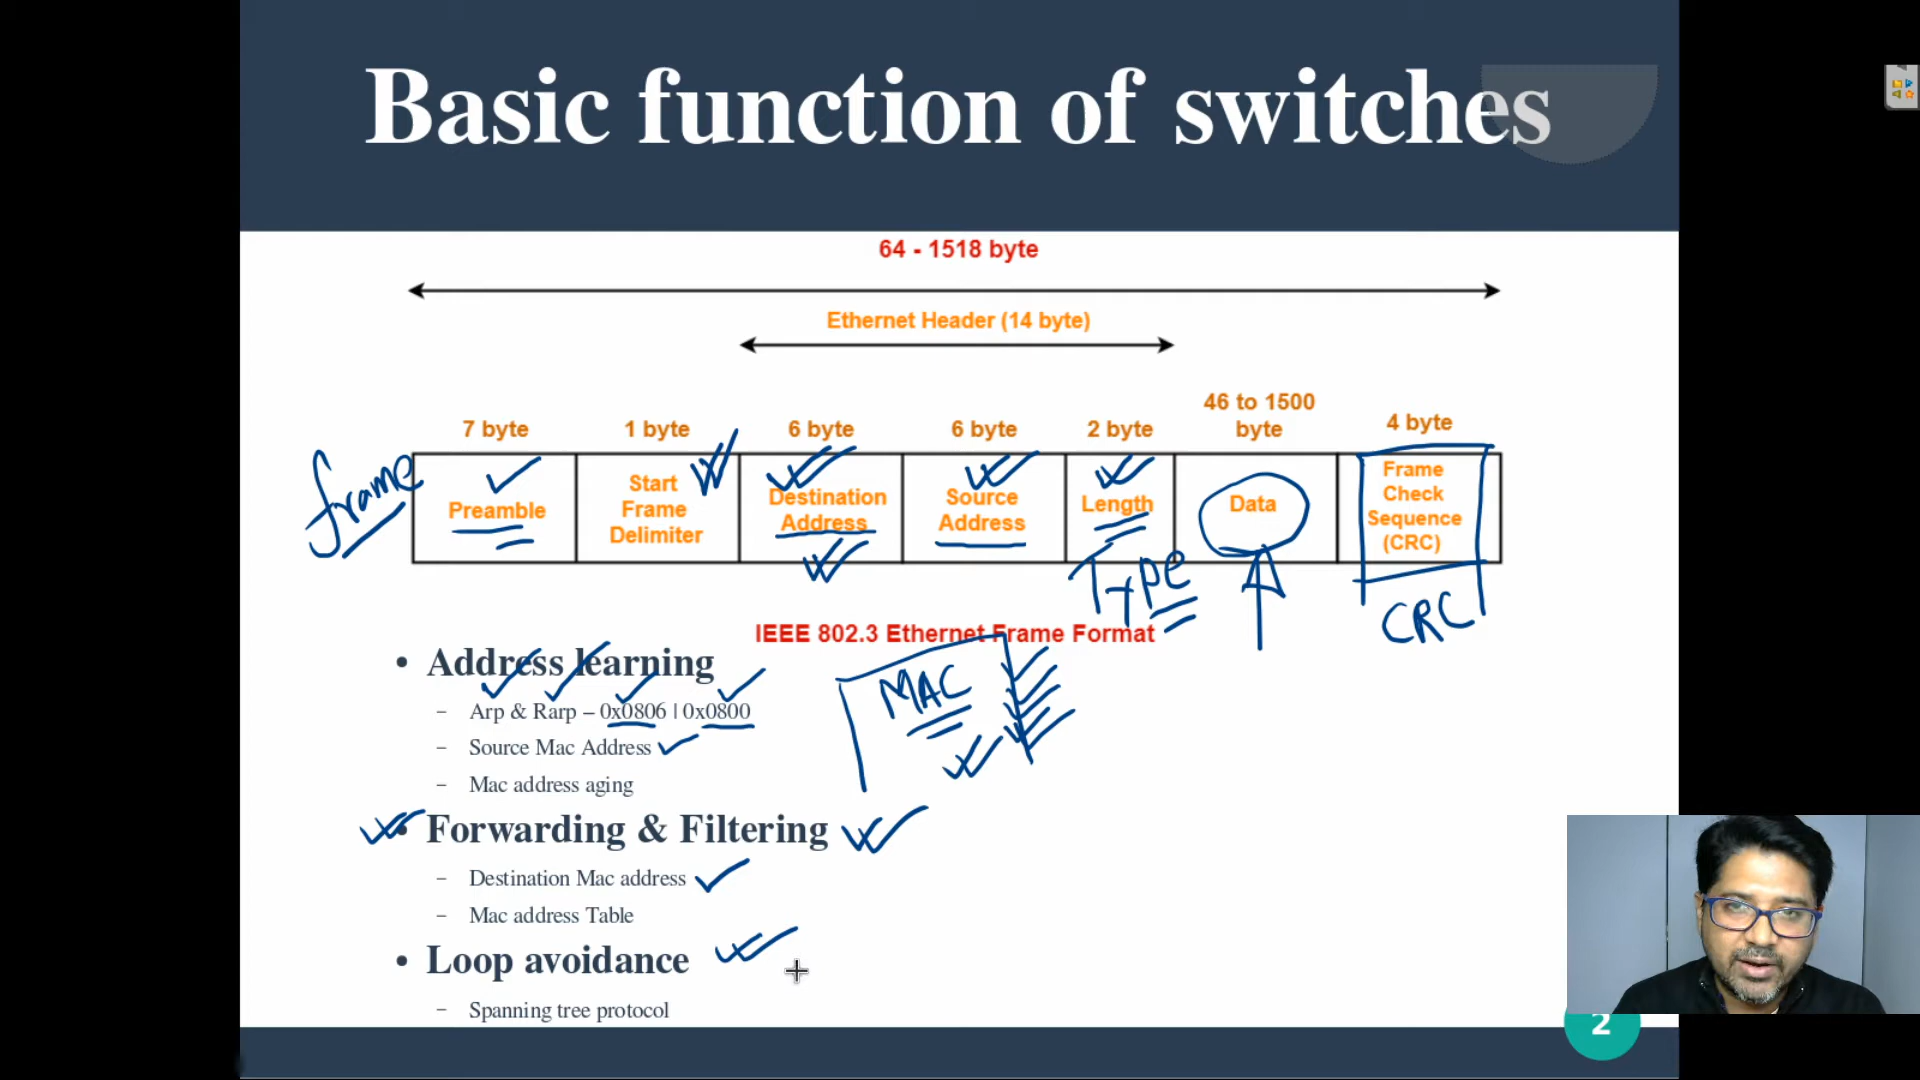 Basic function of switches
64 - 1518 byte
Ethernet Header (14 byte)
7 byte
1 byte
6 byte
6 byte
2 byte
46 to 1500
byte
4 byte
frame
Preamble
Start
Frame
Delimiter
Destination
Address
Source
Address
Length
Type
Data
Frame
Check
Sequence
(CRC)
CRC
IEEE 802.3 Ethernet Frame Format
• Address learning
– Arp & Rarp – 0x0806 | 0x0800
– Source Mac Address
– Mac address aging
MAC
• Forwarding & Filtering
– Destination Mac address
– Mac address Table
• Loop avoidance
– Spanning tree protocol
2